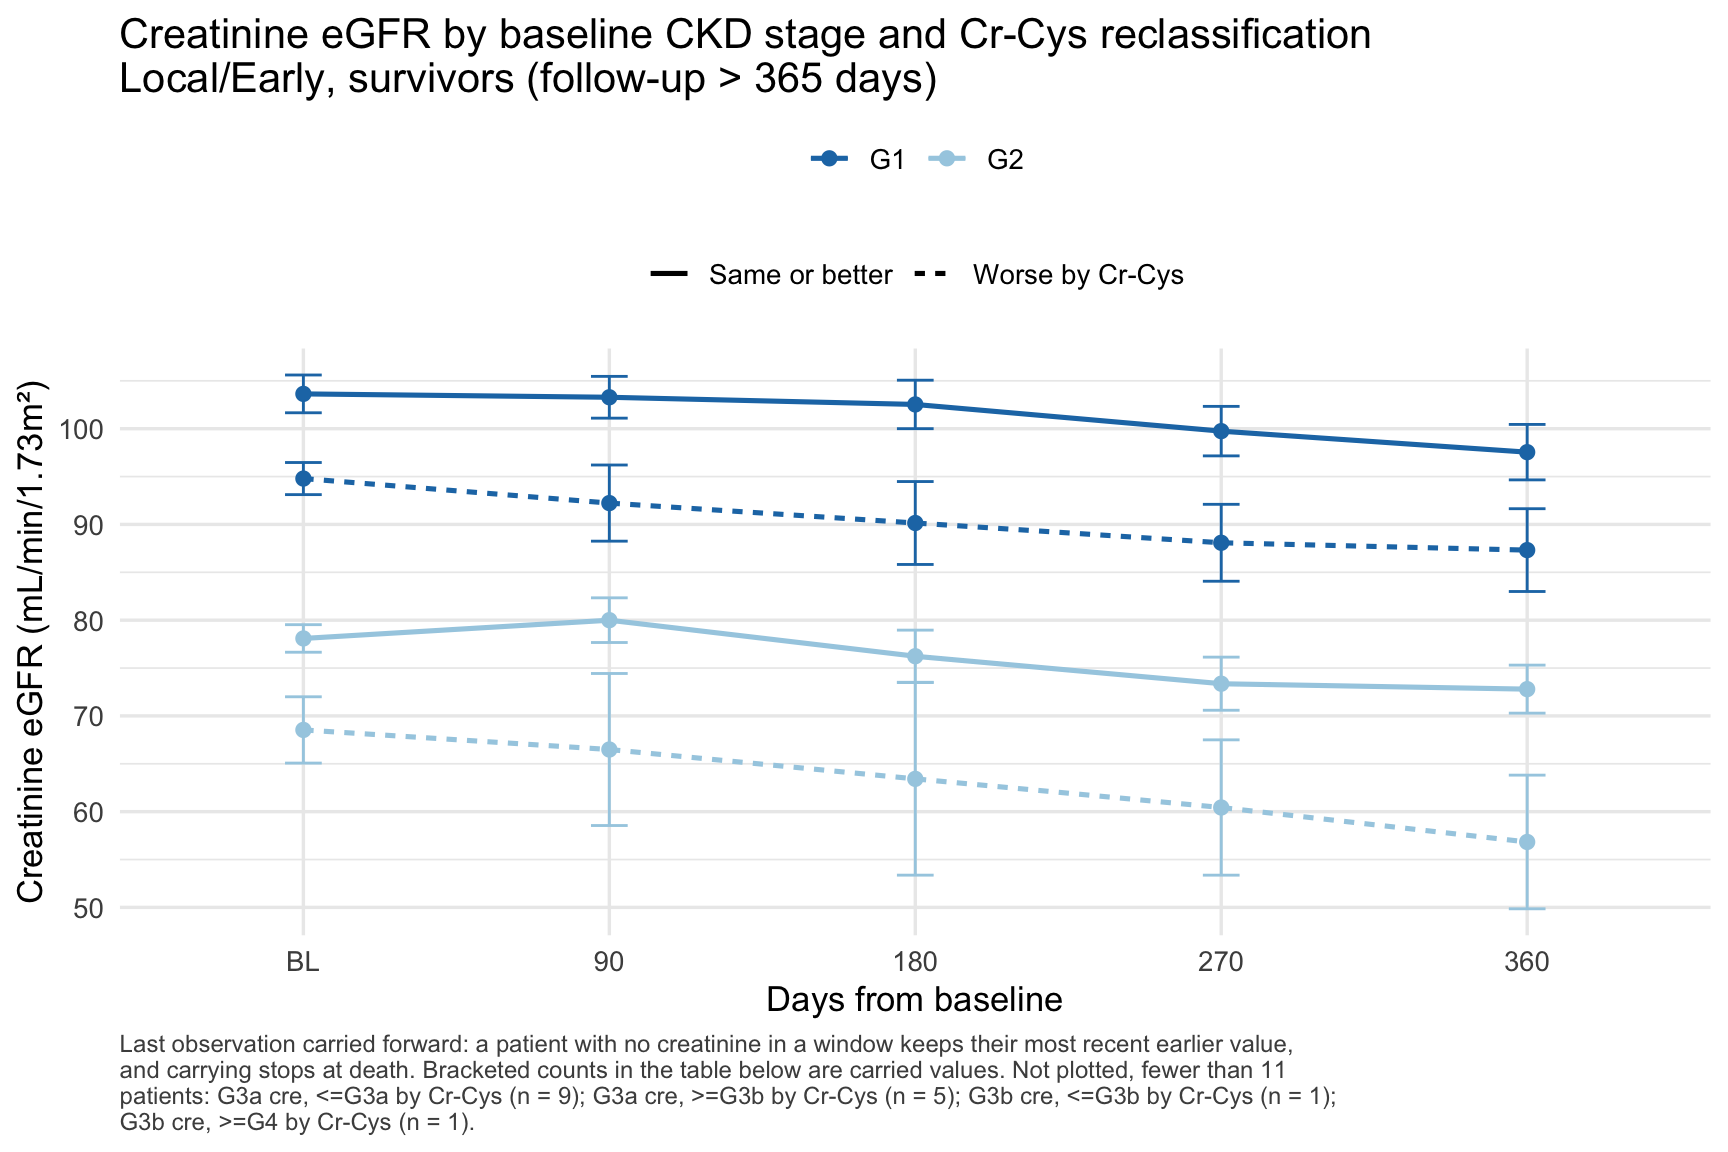 Creatinine eGFR by baseline CKD stage and Cr-Cys reclassification
Local/Early, survivors (follow-up > 365 days)
G1 G2
Same or better Worse by Cr-Cys
Creatinine eGFR (mL/min/1.73m²)
100
90
80
70
60
50
BL 90 180 270 360
Days from baseline
Last observation carried forward: a patient with no creatinine in a window keeps their most recent earlier value,
and carrying stops at death. Bracketed counts in the table below are carried values. Not plotted, fewer than 11
patients: G3a cre, <=G3a by Cr-Cys (n = 9); G3a cre, >=G3b by Cr-Cys (n = 5); G3b cre, <=G3b by Cr-Cys (n = 1);
G3b cre, >=G4 by Cr-Cys (n = 1).